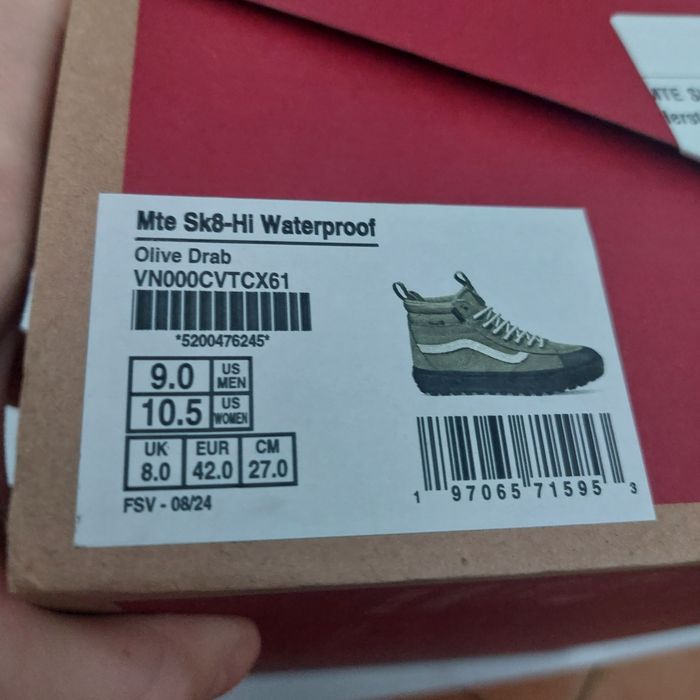 Mte Sk8-Hi Waterproof
Olive Drab
VN000CVTCX61
*5200476245*
9.0 US MEN
10.5 US WOMEN
UK EUR CM
8.0 42.0 27.0
FSV - 08/24
1 97065 71595 3
MTE